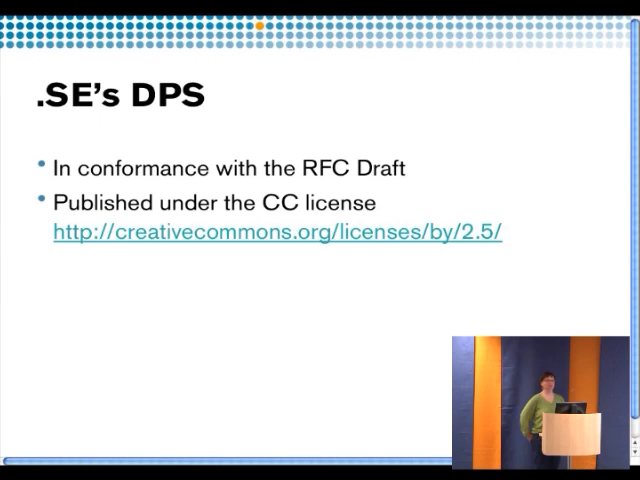 .SE's DPS
• In conformance with the RFC Draft
• Published under the CC license
http://creativecommons.org/licenses/by/2.5/